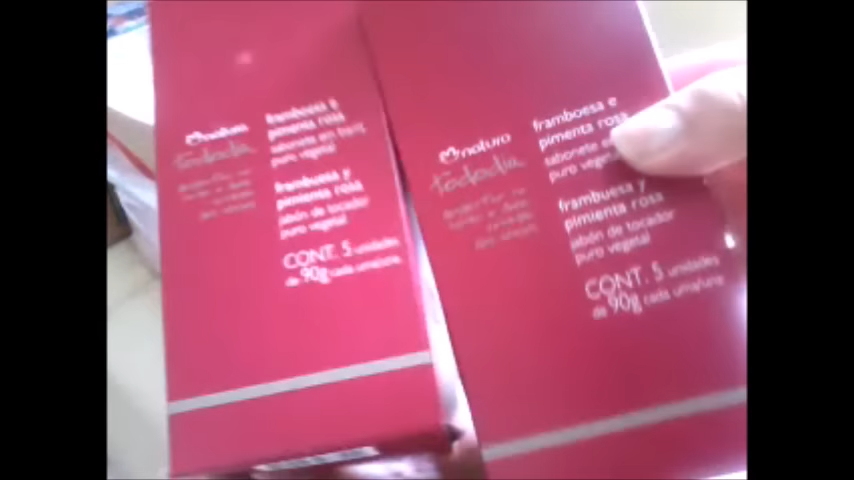 natura
tododia
framboesa e
pimenta rosa
sabonete em
puro vegetal
frambuesa y
pimienta rosa
jabón de tocador
puro vegetal
CONT. 5 unidades
de 90g cada uma/una
natura
tododia
framboesa e
pimenta rosa
sabonete
puro vegetal
frambuesa y
pimienta rosa
jabón de tocador
puro vegetal
CONT. 5 unidades
de 90g cada uma/una